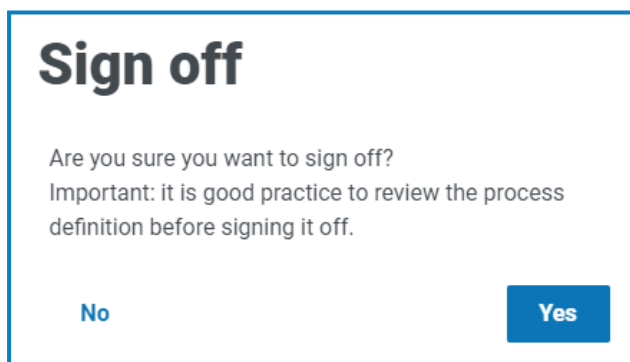 Sign off
Are you sure you want to sign off?
Important: it is good practice to review the process
definition before signing it off.
No
Yes